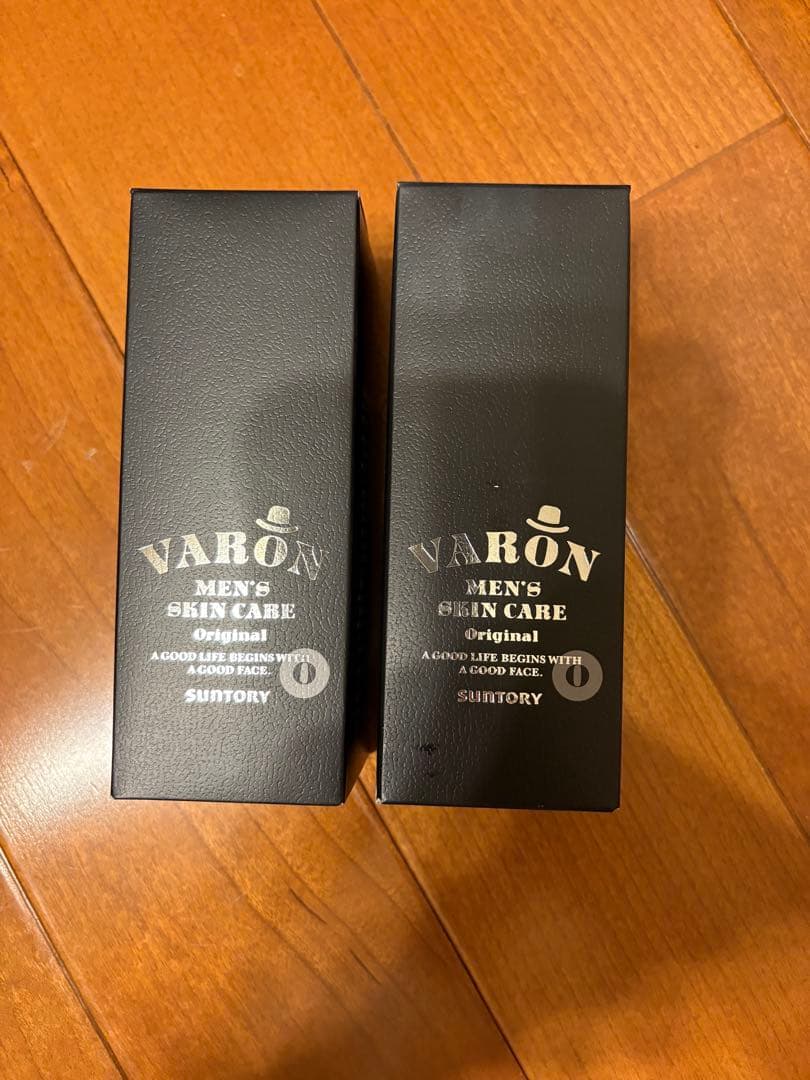 VARON
MEN'S
SKIN CARE
Original
A GOOD LIFE BEGINS WITH
A GOOD FACE.
SUNTORY
O
VARON
MEN'S
SKIN CARE
Original
A GOOD LIFE BEGINS WITH
A GOOD FACE.
SUNTORY
O